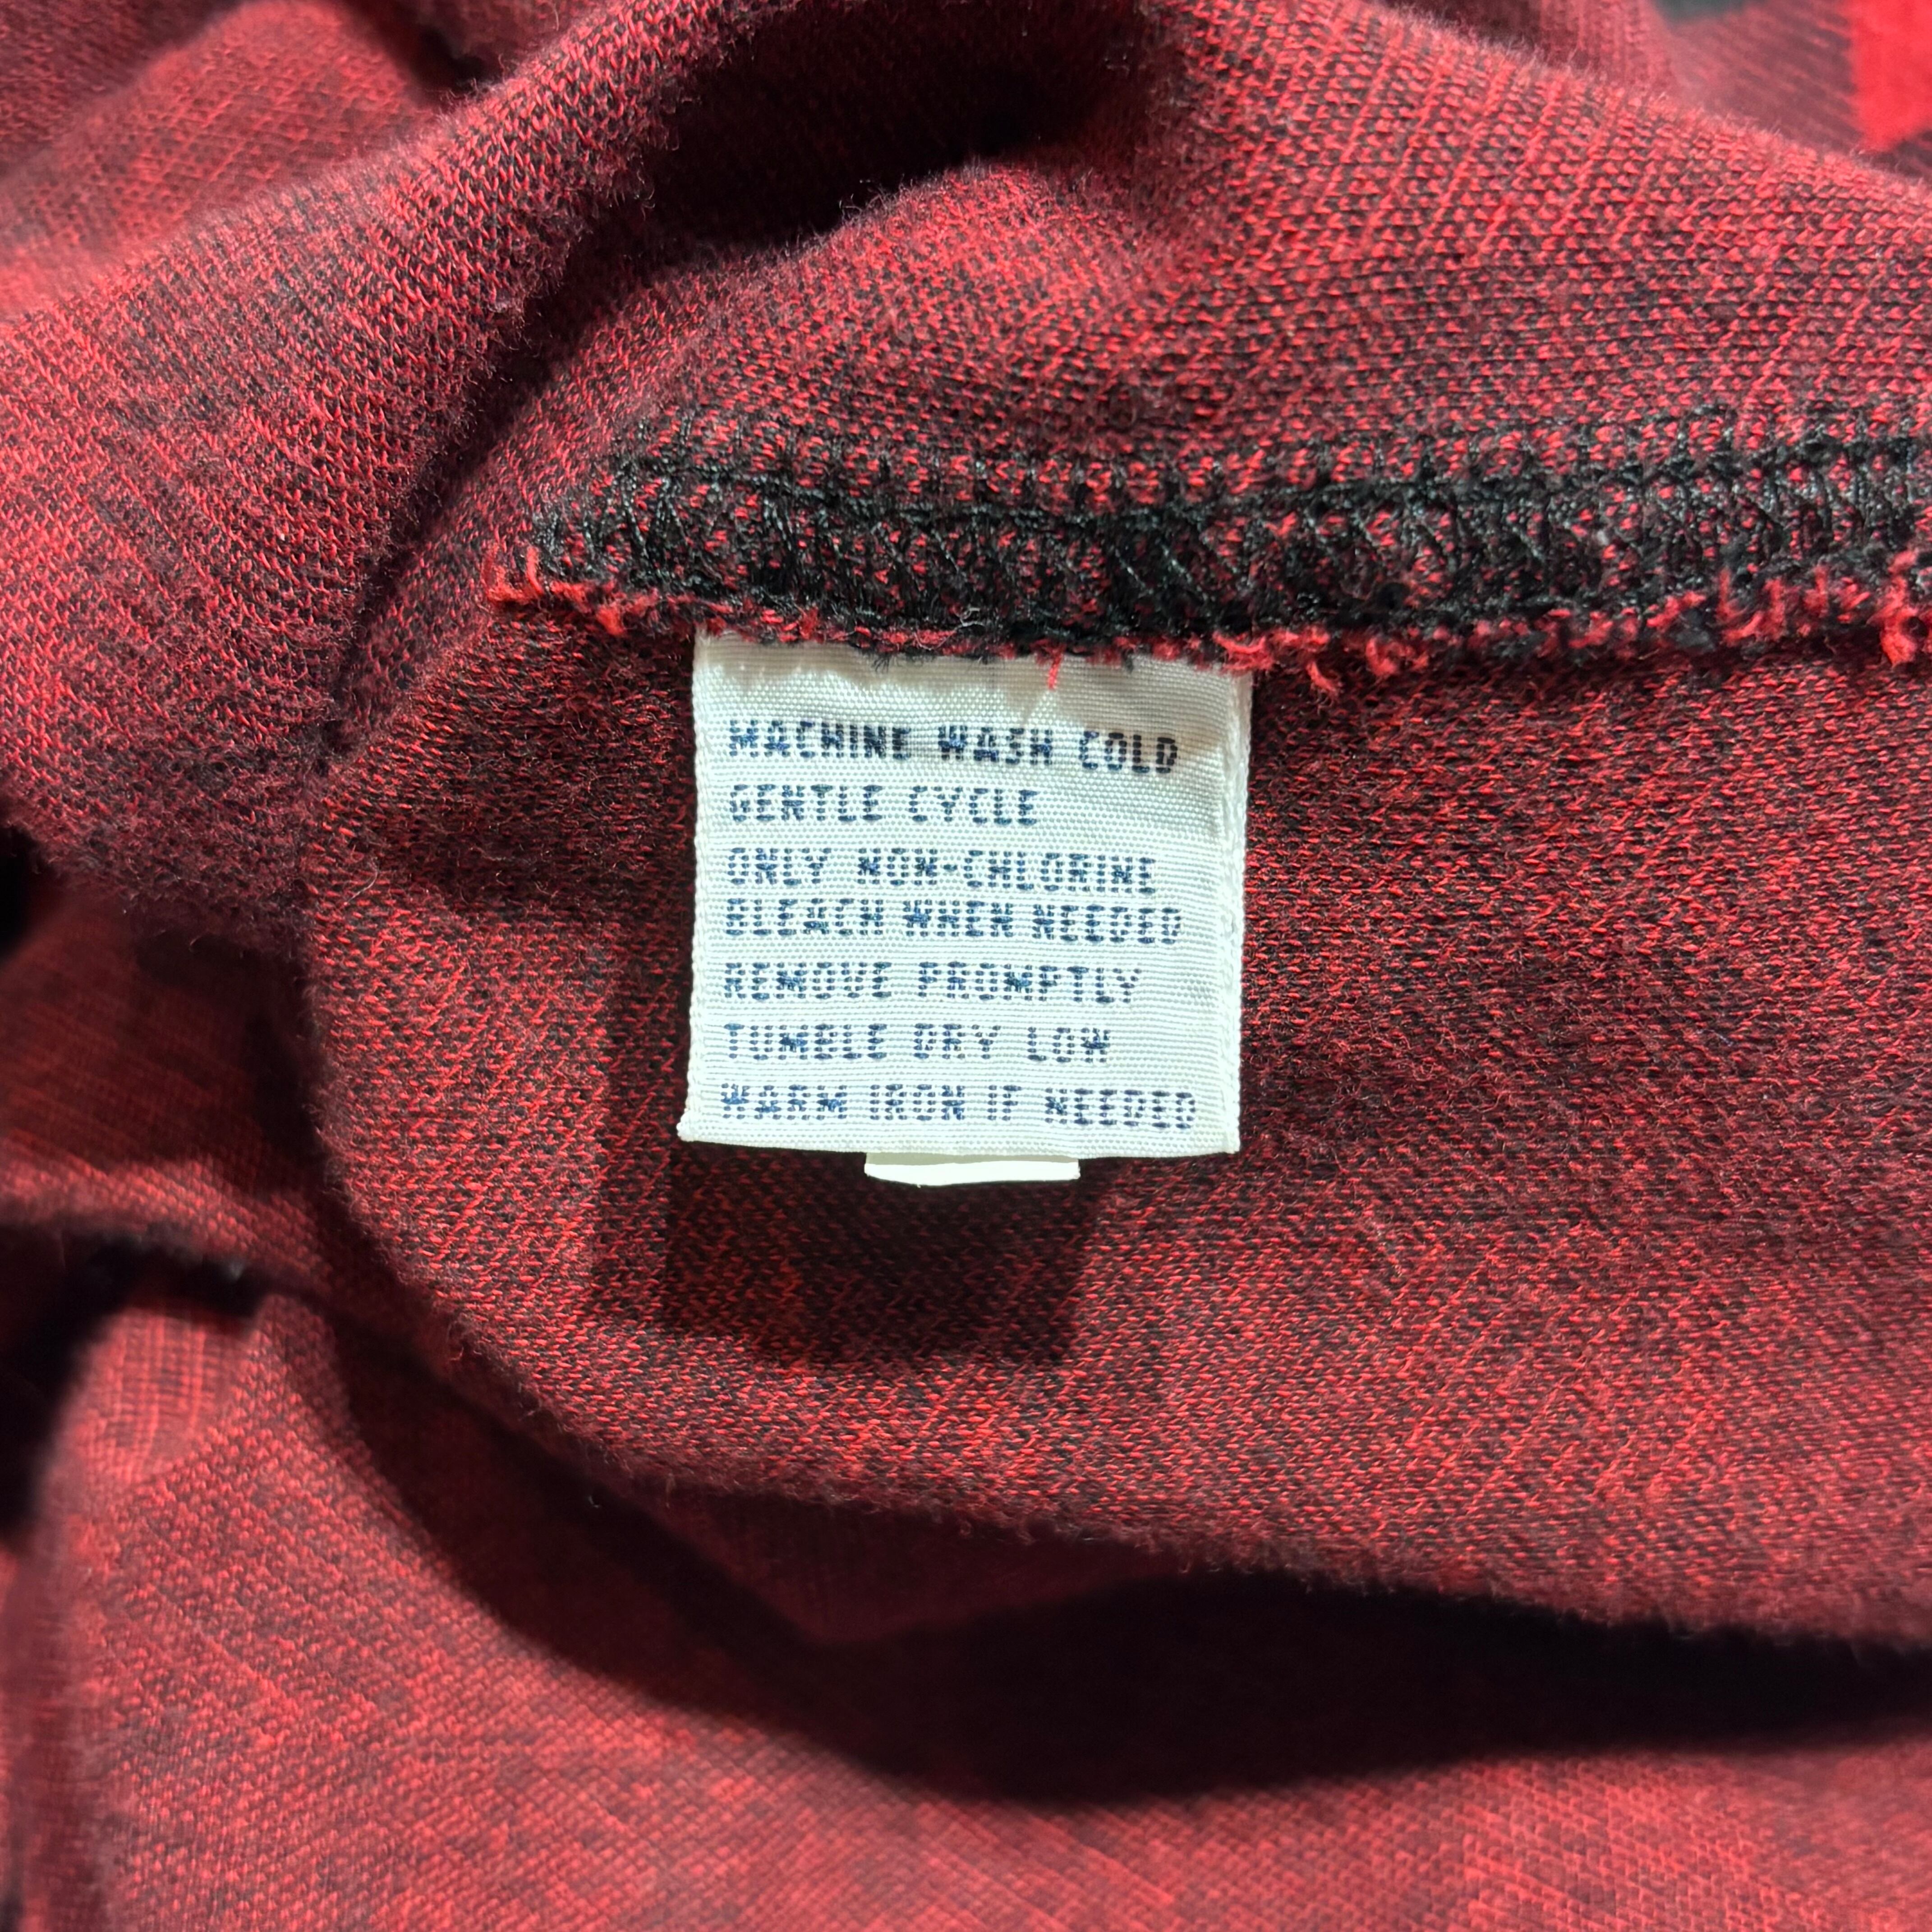 MACHINE WASH COLD
GENTLE CYCLE
ONLY NON-CHLORINE
BLEACH WHEN NEEDED
REMOVE PROMPTLY
TUMBLE DRY LOW
WARM IRON IF NEEDED